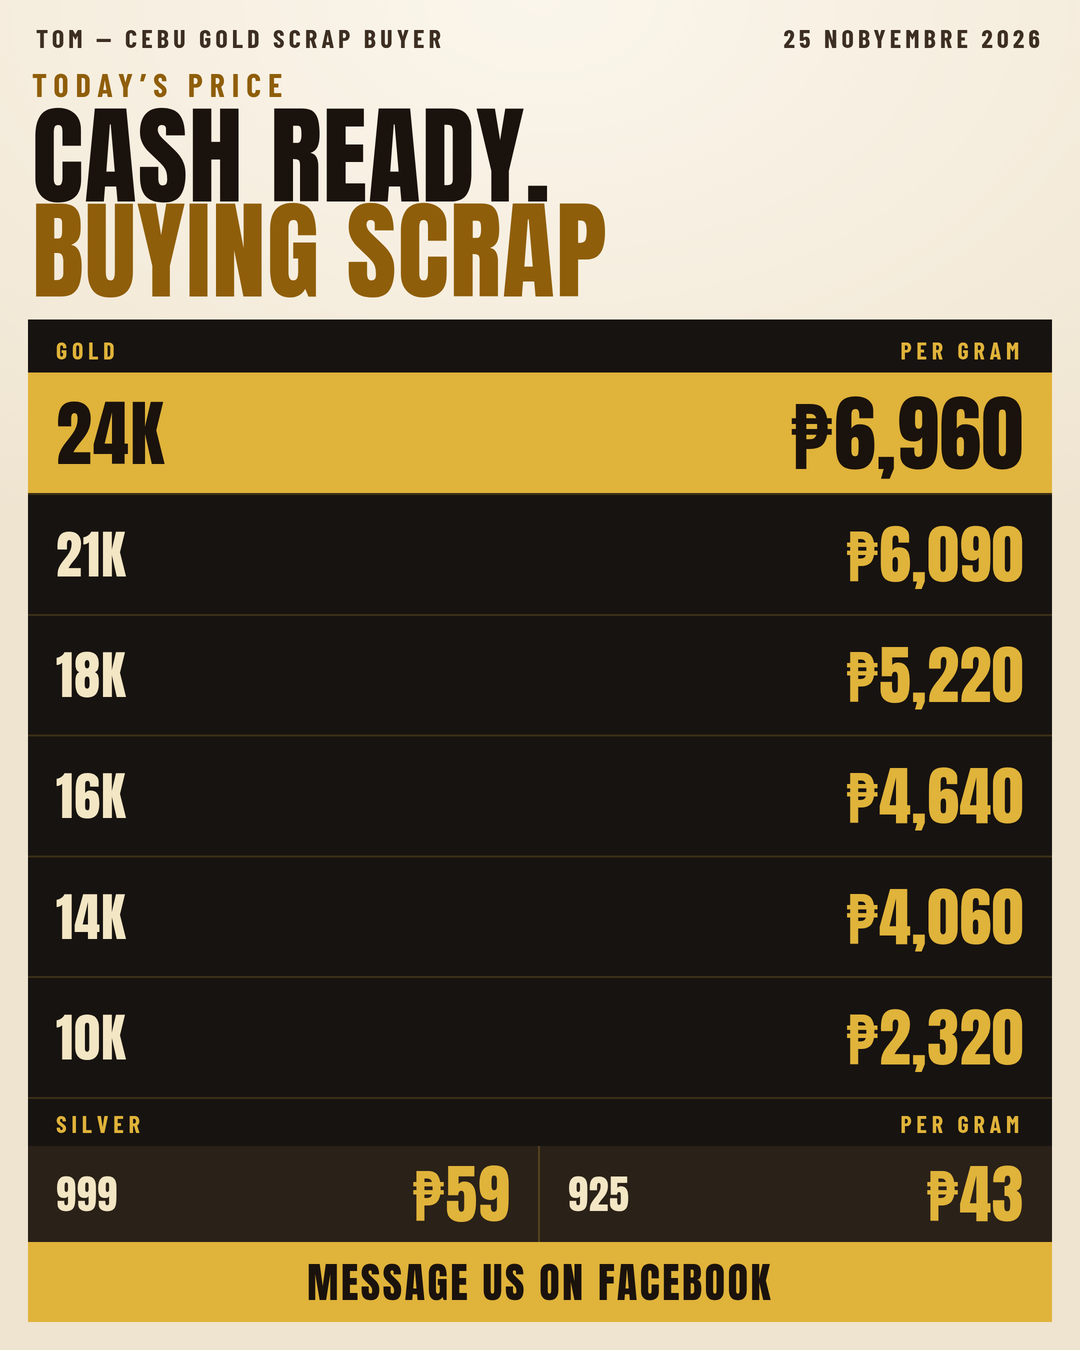 TOM – CEBU GOLD SCRAP BUYER 25 NOBYEMBRE 2026
TODAY’S PRICE
CASH READY.
BUYING SCRAP
GOLD PER GRAM
24K ₱6,960
21K ₱6,090
18K ₱5,220
16K ₱4,640
14K ₱4,060
10K ₱2,320
SILVER PER GRAM
999 ₱59 925 ₱43
MESSAGE US ON FACEBOOK